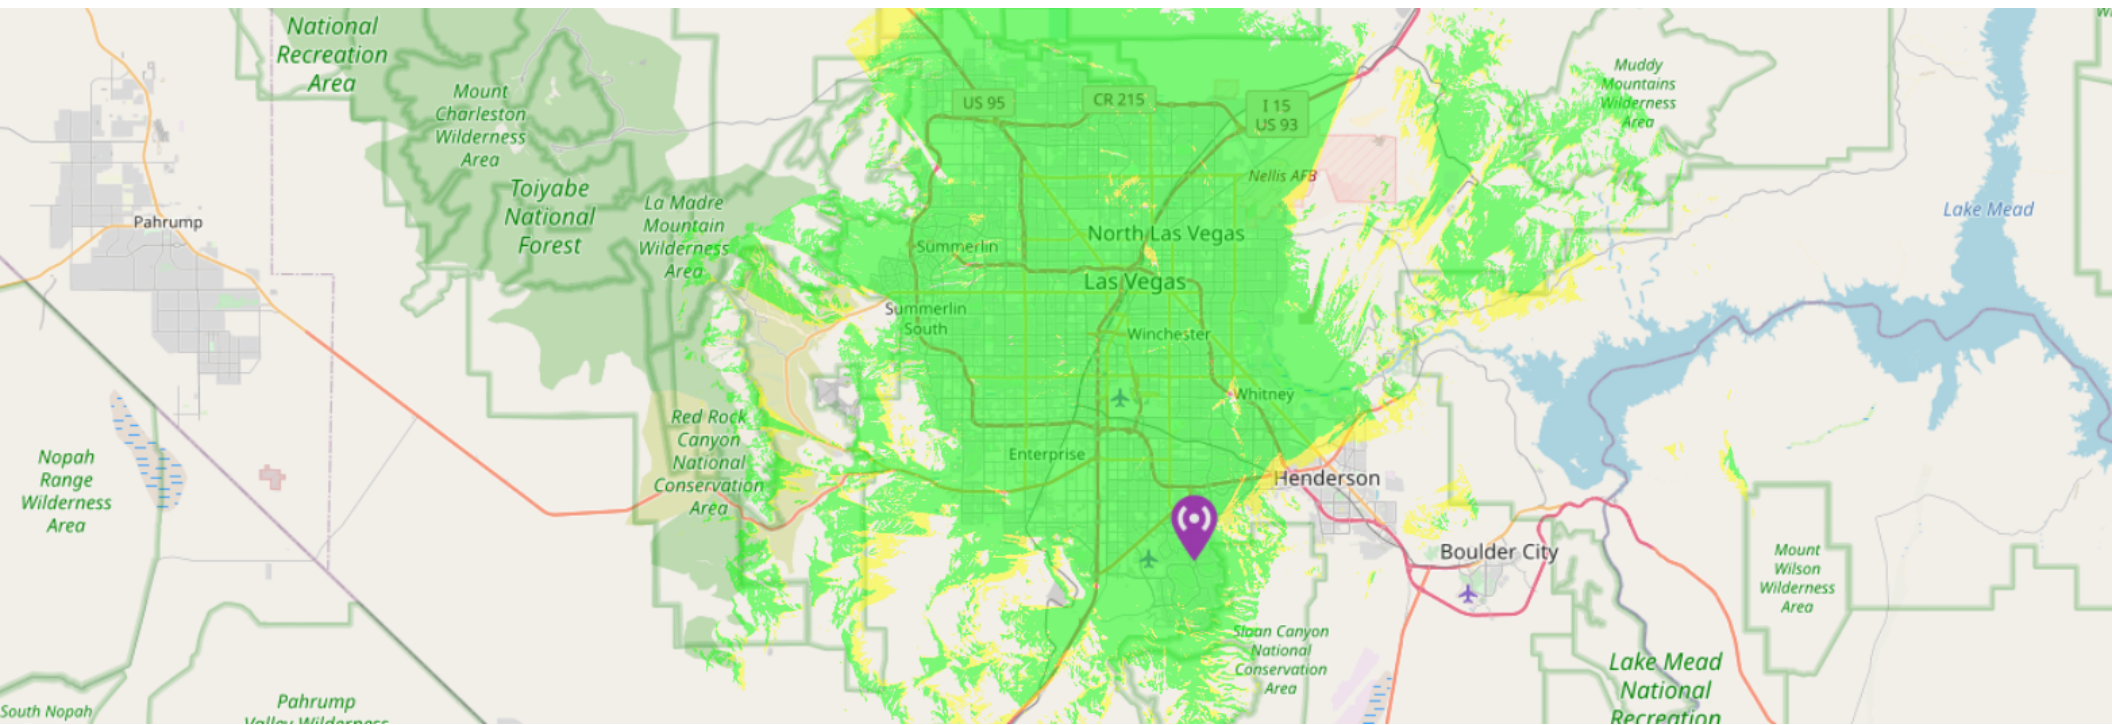 National
Recreation
Area
Mount
Charleston
Wilderness
Area
Toiyabe
National
Forest
La Madre
Mountain
Wilderness
Area
Pahrump
US 95
CR 215
I 15
US 93
Nellis AFB
Muddy
Mountains
Wilderness
Area
Lake Mead
North Las Vegas
Summerlin
Las Vegas
Summerlin
South
Winchester
Whitney
Red Rock
Canyon
National
Conservation
Area
Enterprise
Henderson
Nopah
Range
Wilderness
Area
Boulder City
Mount
Wilson
Wilderness
Area
Sloan Canyon
National
Conservation
Area
Lake Mead
National
Recreation
South Nopah
Pahrump
Valley Wilderness